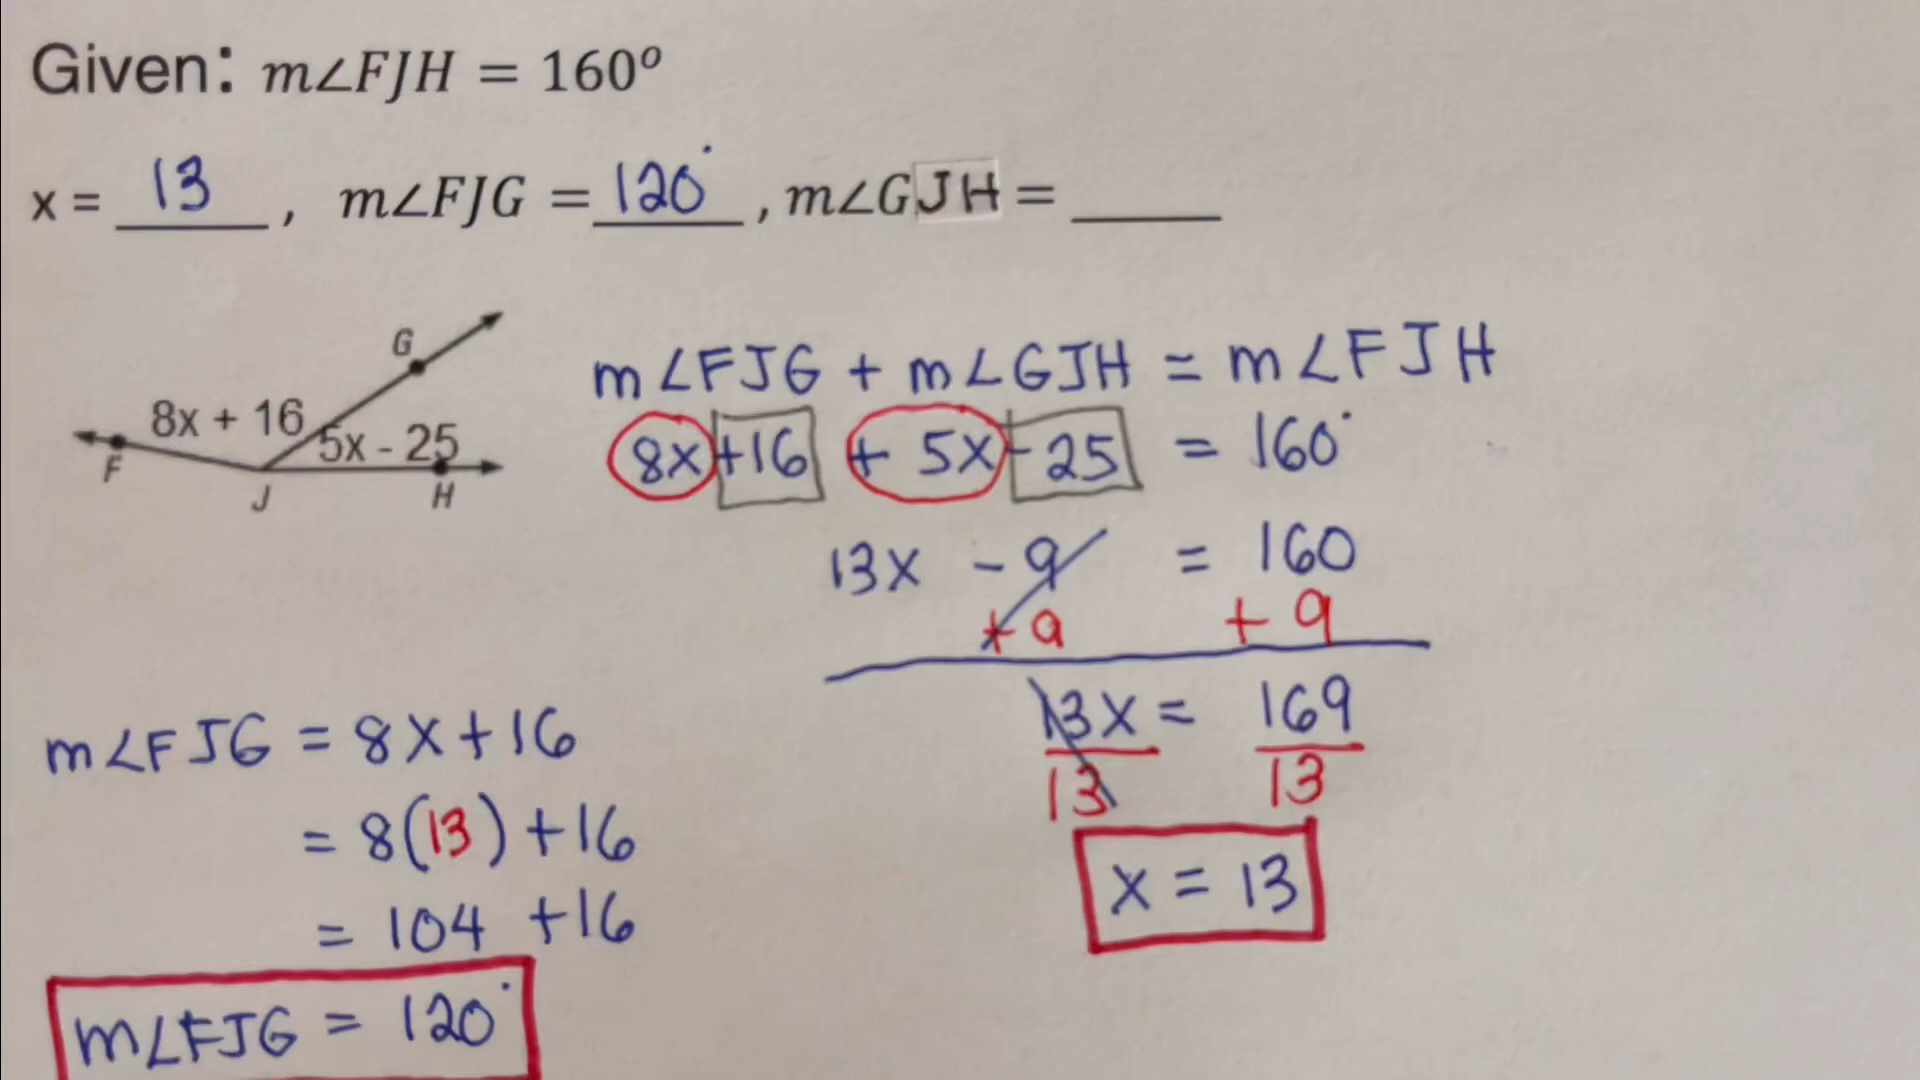 Given: m∠FJH = 160°
x = 13, m∠FJG = 120°, m∠GJH = ____
G
8x + 16
5x - 25
F
J
H
m∠FJG + m∠GJH = m∠FJH
8x +16 + 5x - 25 = 160°
13x - 9 = 160
+9 +9
13x = 169
13 13
x = 13
m∠FJG = 8x+16
= 8(13) +16
= 104 +16
m∠FJG = 120°